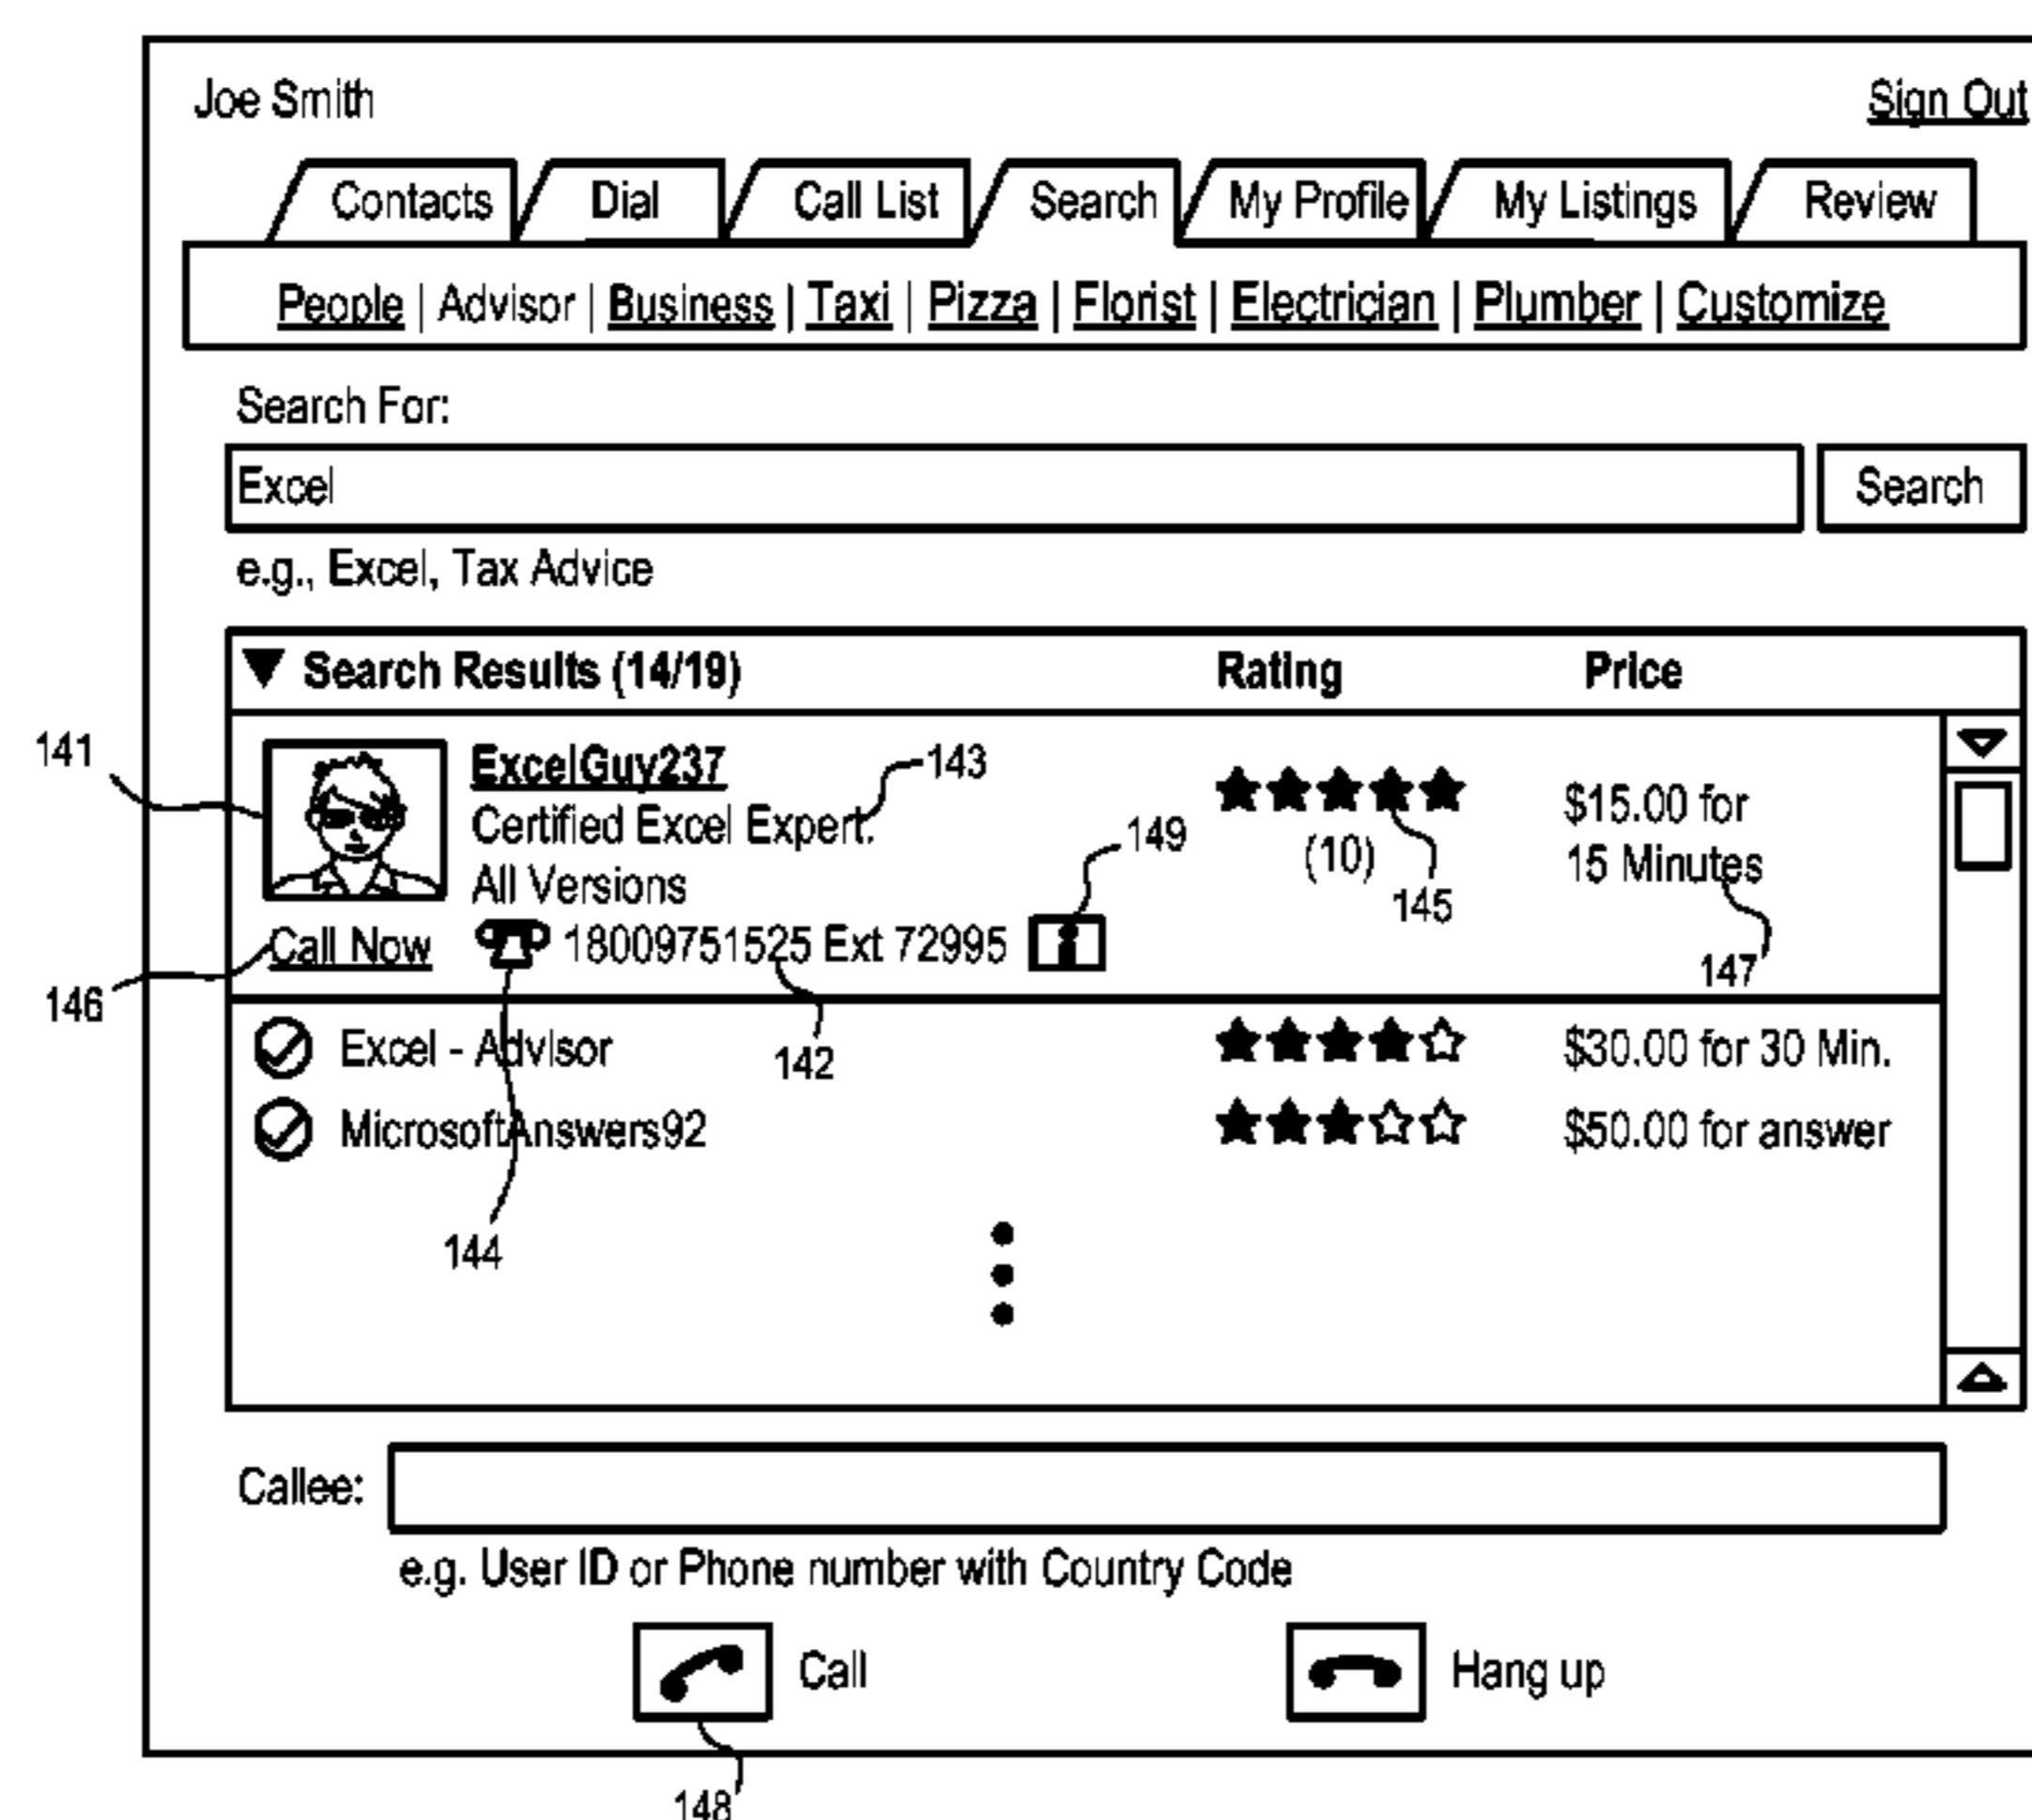 Joe Smith Sign Out
Contacts Dial Call List Search My Profile My Listings Review
People | Advisor | Business | Taxi | Pizza | Florist | Electrician | Plumber | Customize
Search For:
Excel Search
e.g., Excel, Tax Advice
Search Results (14/19) Rating Price
141
ExcelGuy237 143
Certified Excel Expert. 149 $15.00 for
All Versions (10) 145 15 Minutes
Call Now 18009751525 Ext 72995 147
146
Excel - Advisor 142 $30.00 for 30 Min.
MicrosoftAnswers92 $50.00 for answer
144
Callee:
e.g. User ID or Phone number with Country Code
Call Hang up
148